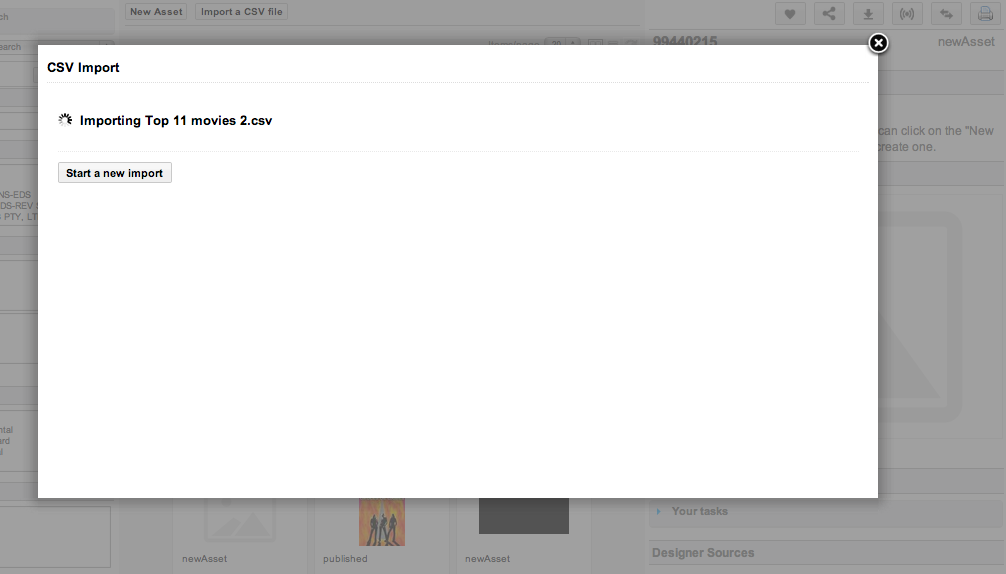 ch
New Asset
Import a CSV file
earch
99440215
newAsset
CSV Import
Importing Top 11 movies 2.csv
Start a new import
can click on the "New
create one.
NS-EDS
DS-REV S
PTY, LT
ntal
ard
al
newAsset
published
newAsset
Your tasks
Designer Sources